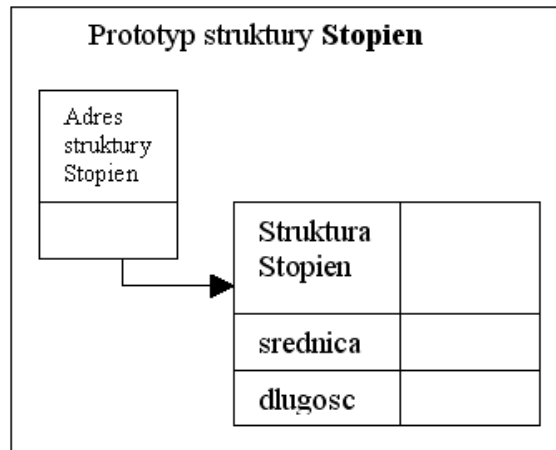 Prototyp struktury Stopien
Adres
struktury
Stopien
Struktura
Stopien
srednica
dlugosc